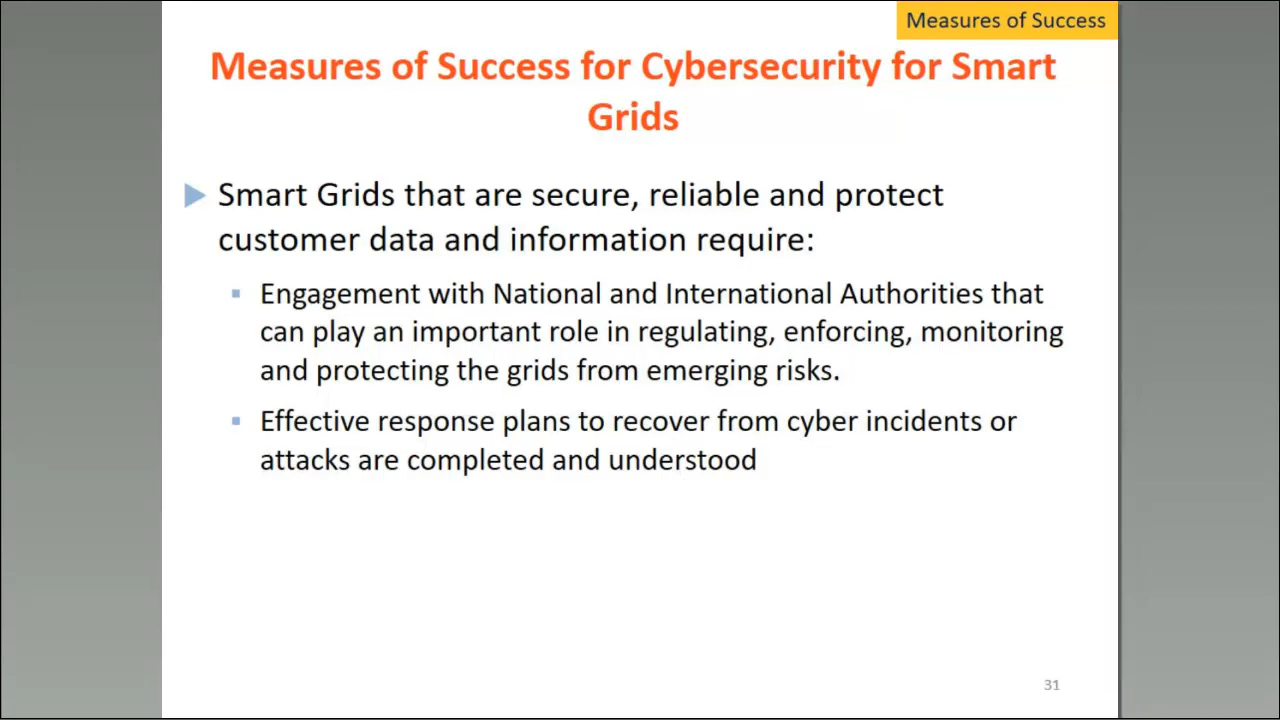 Measures of Success
Measures of Success for Cybersecurity for Smart
Grids
Smart Grids that are secure, reliable and protect
customer data and information require:
Engagement with National and International Authorities that
can play an important role in regulating, enforcing, monitoring
and protecting the grids from emerging risks.
Effective response plans to recover from cyber incidents or
attacks are completed and understood
31